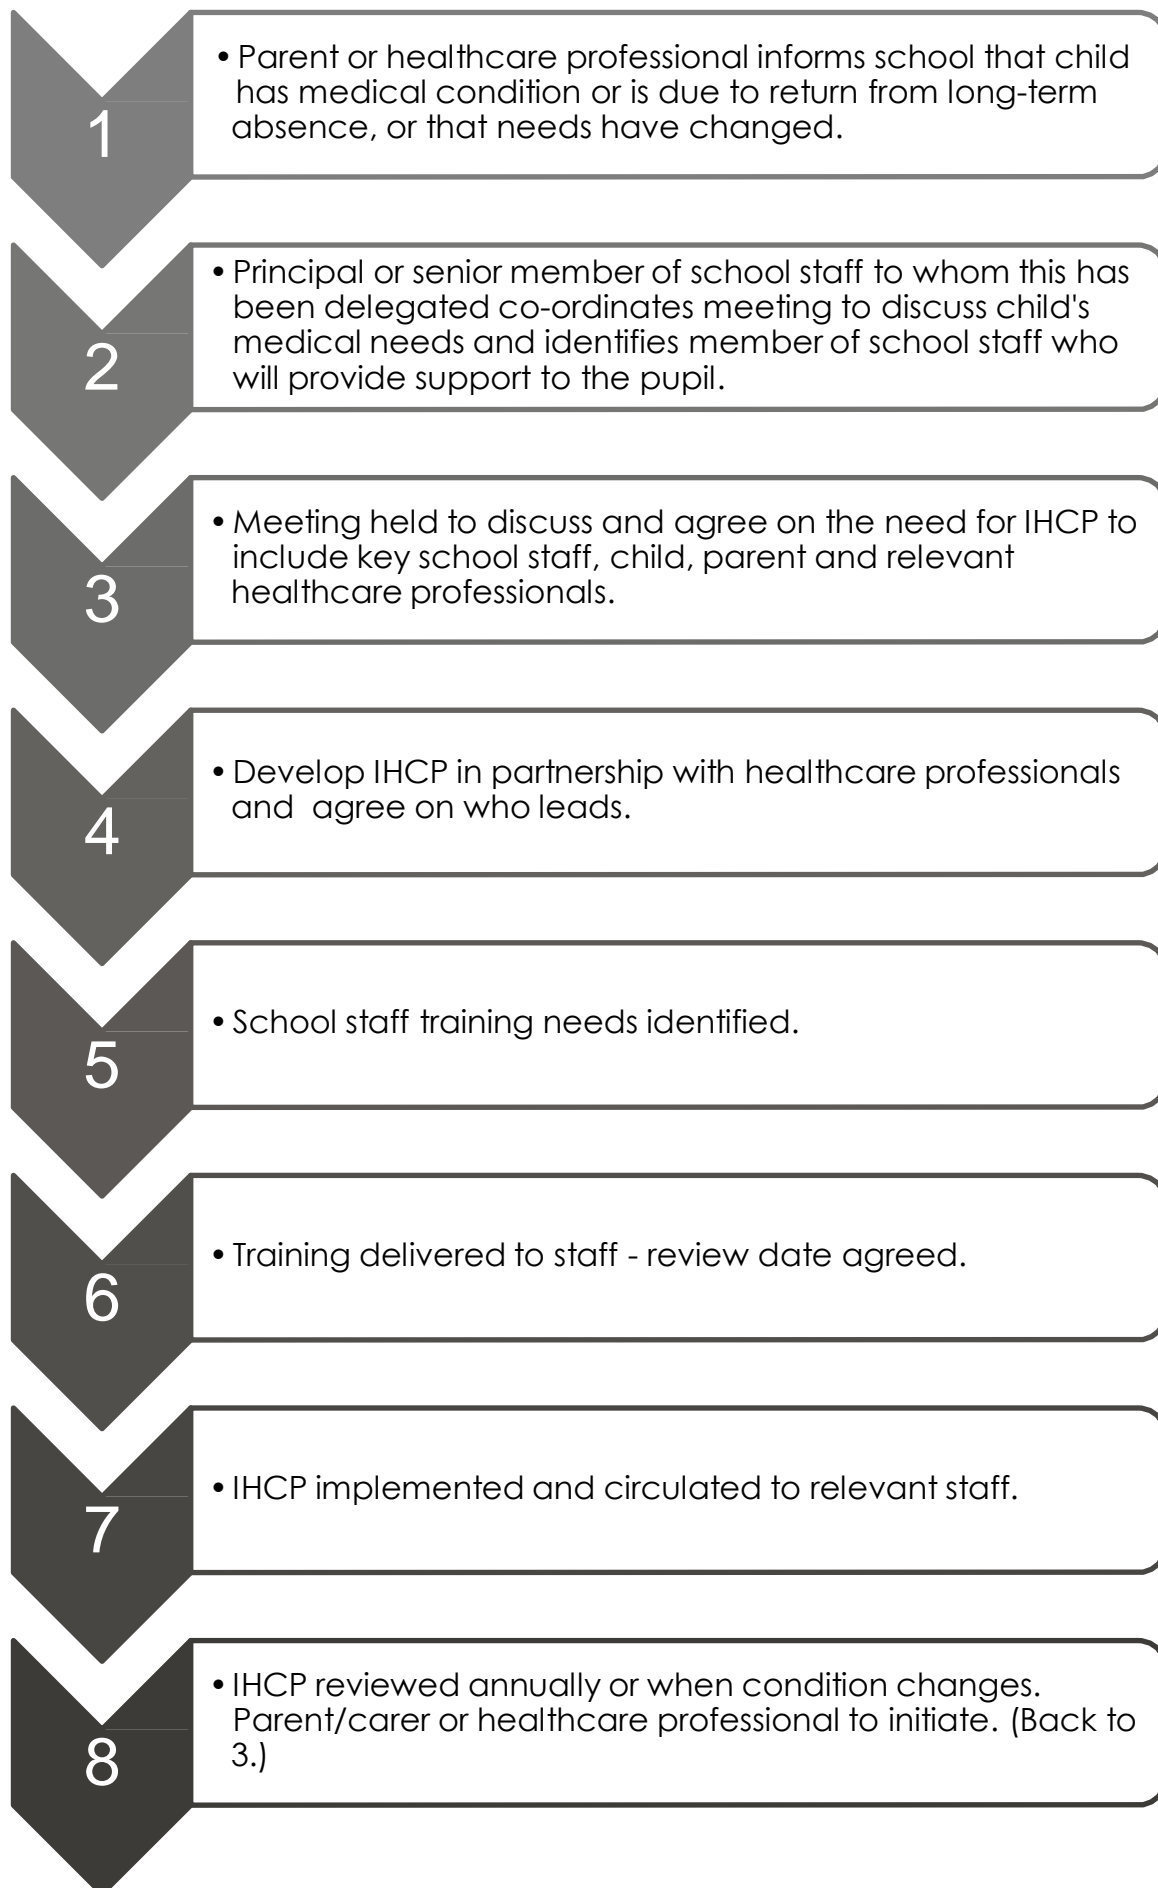 1
• Parent or healthcare professional informs school that child
has medical condition or is due to return from long-term
absence, or that needs have changed.
2
• Principal or senior member of school staff to whom this has
been delegated co-ordinates meeting to discuss child's
medical needs and identifies member of school staff who
will provide support to the pupil.
3
• Meeting held to discuss and agree on the need for IHCP to
include key school staff, child, parent and relevant
healthcare professionals.
4
• Develop IHCP in partnership with healthcare professionals
and  agree on who leads.
5
• School staff training needs identified.
6
• Training delivered to staff - review date agreed.
7
• IHCP implemented and circulated to relevant staff.
8
• IHCP reviewed annually or when condition changes.
Parent/carer or healthcare professional to initiate. (Back to
3.)